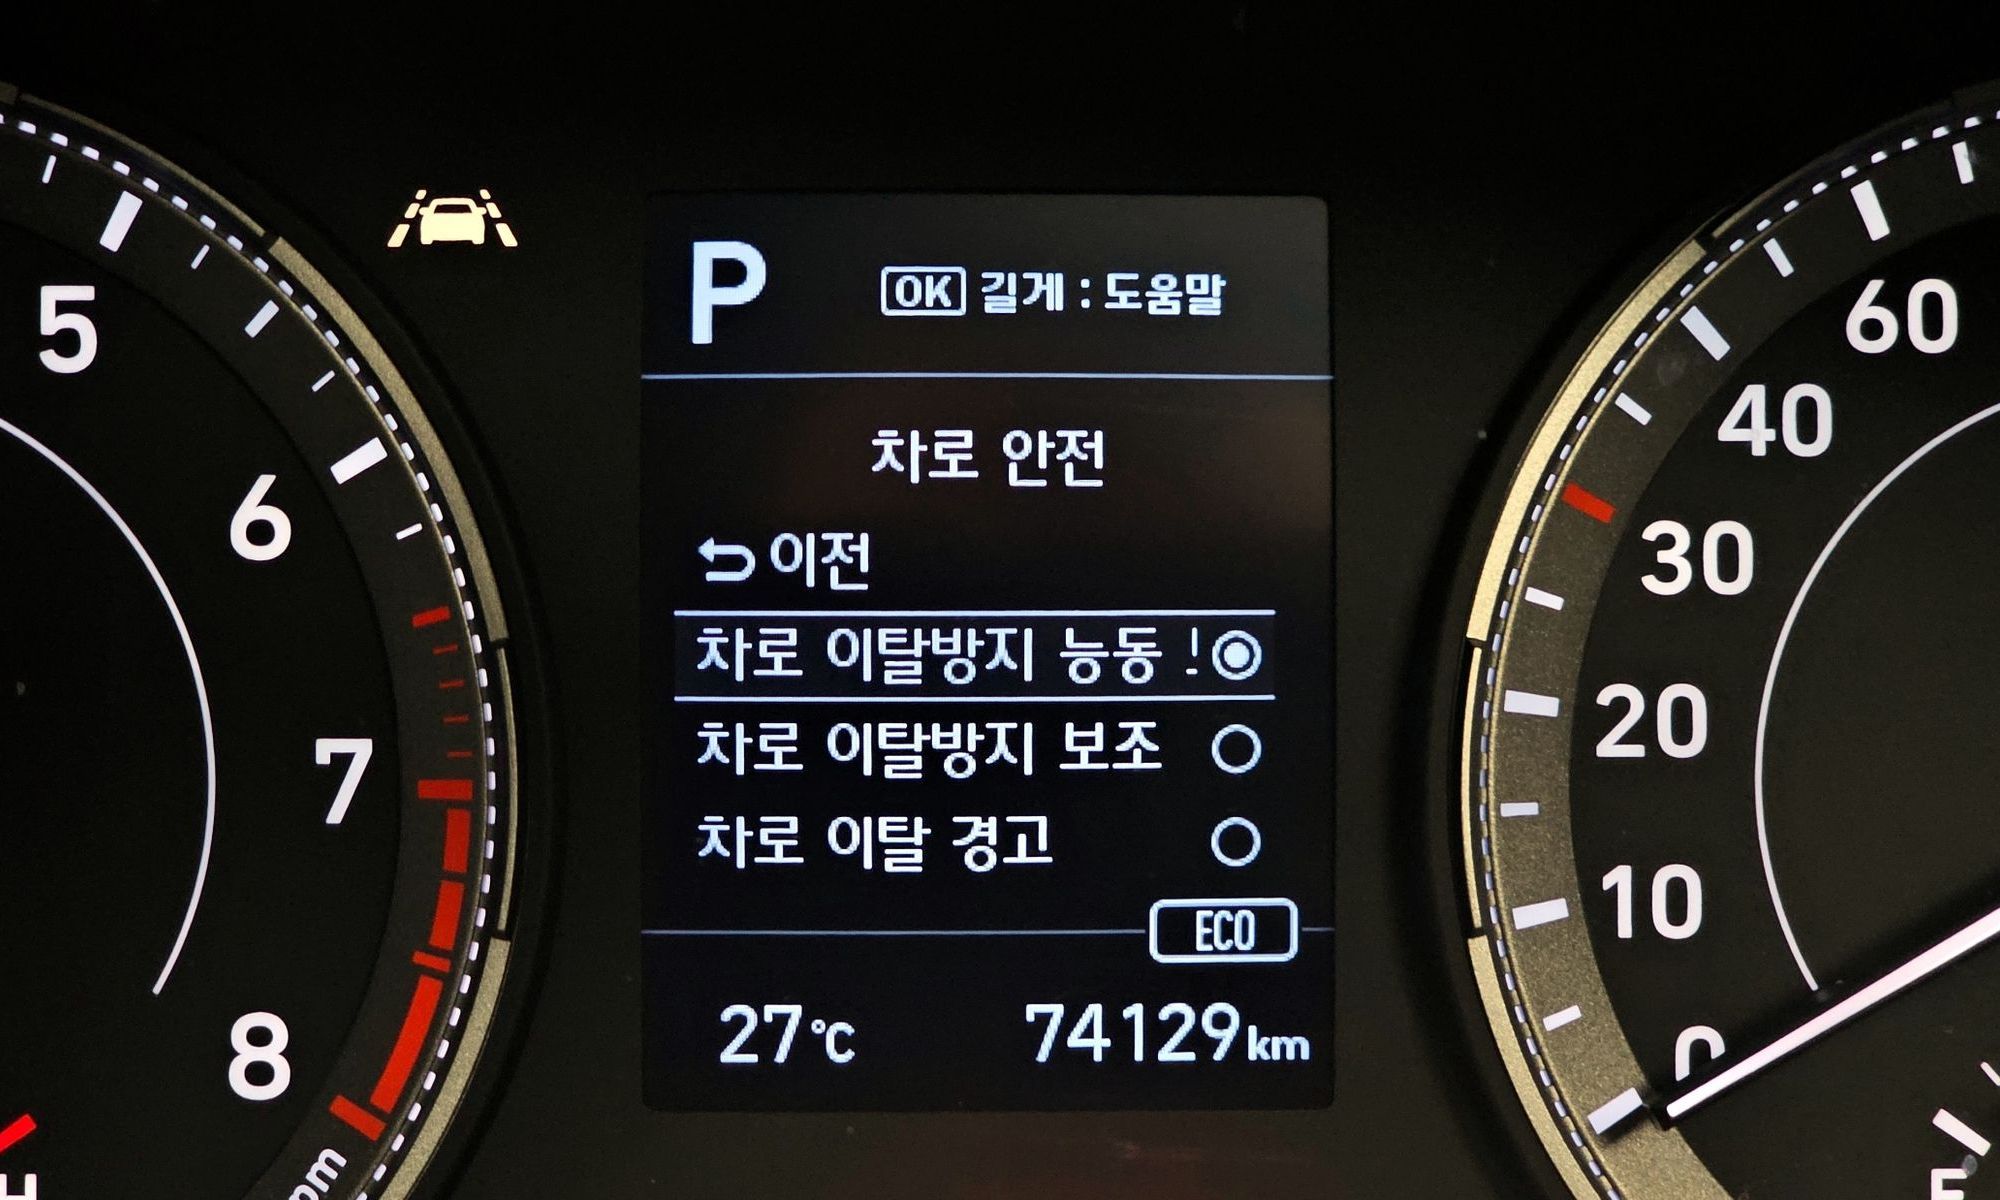 P
OK 길게 : 도움말
차로 안전
이전
차로 이탈방지 능동
차로 이탈방지 보조
차로 이탈 경고
ECO
27℃ 74129km
5
6
7
8
H
60
40
30
20
10
0